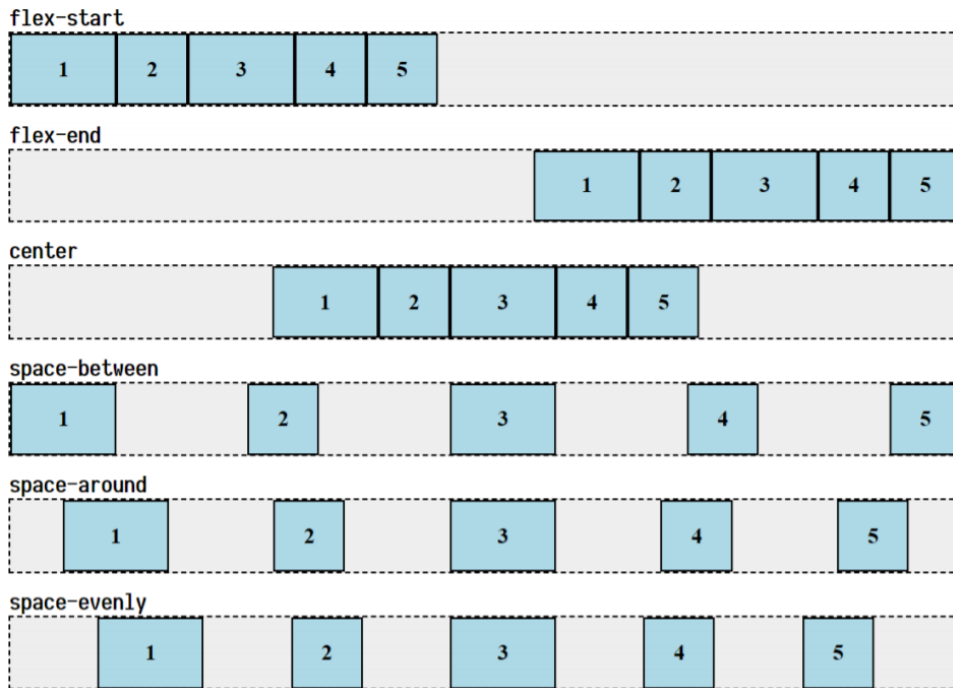 flex-start
1 2 3 4 5
flex-end
1 2 3 4 5
center
1 2 3 4 5
space-between
1 2 3 4 5
space-around
1 2 3 4 5
space-evenly
1 2 3 4 5